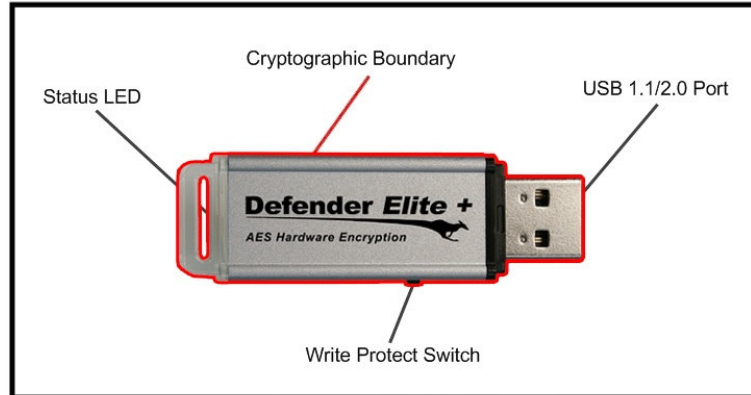 Cryptographic Boundary
Status LED
USB 1.1/2.0 Port
Defender Elite +
AES Hardware Encryption
Write Protect Switch